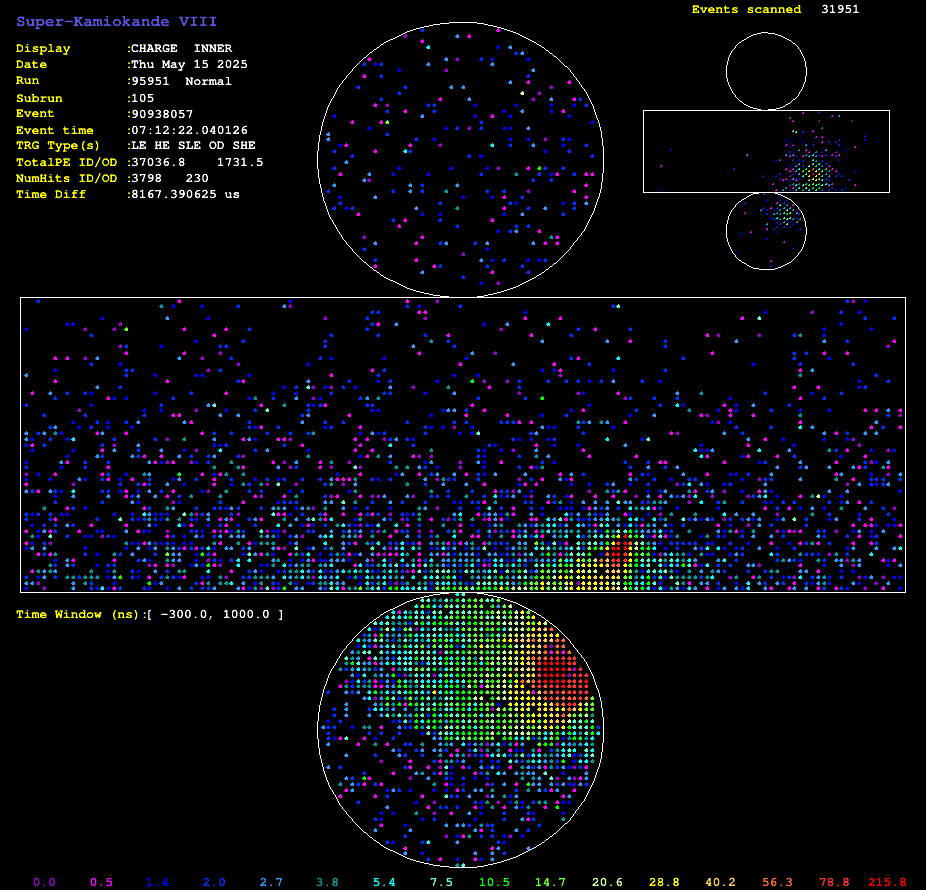 Super-Kamiokande VIII
Events scanned 31951
Display :CHARGE INNER
Date :Thu May 15 2025
Run :95951 Normal
Subrun :105
Event :90938057
Event time :07:12:22.040126
TRG Type(s) :LE HE SLE OD SHE
TotalPE ID/OD :37036.8 1731.5
NumHits ID/OD :3798 230
Time Diff :8167.390625 us
Time Window (ns):[ -300.0, 1000.0 ]
0.0 0.5 1.4 2.0 2.7 3.8 5.4 7.5 10.5 14.7 20.6 28.8 40.2 56.3 78.8 215.8